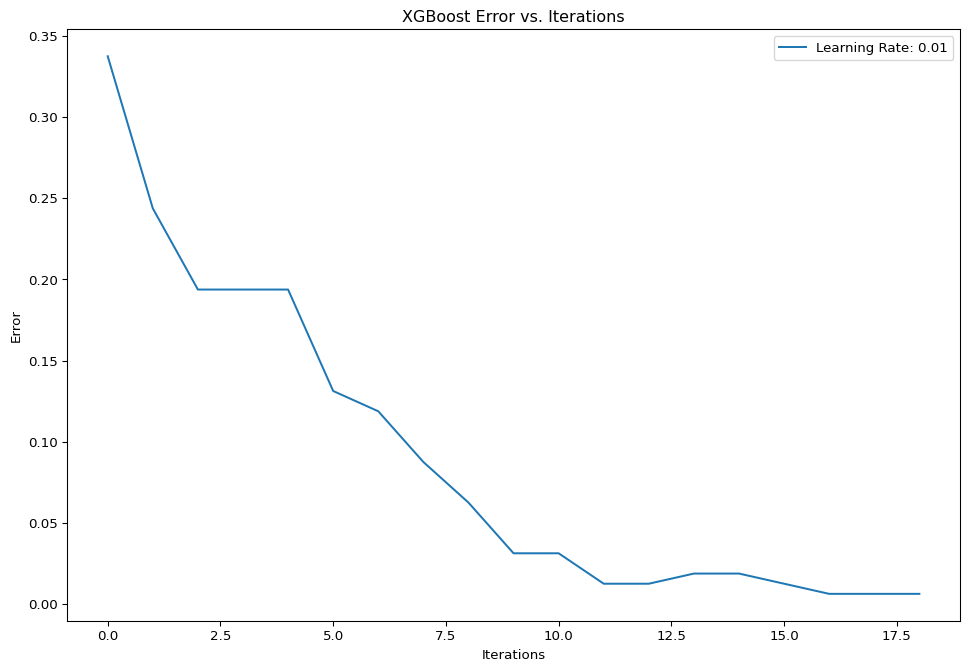 XGBoost Error vs. Iterations
Learning Rate: 0.01
0.35
0.30
0.25
0.20
0.15
0.10
0.05
0.00
Error
0.0 2.5 5.0 7.5 10.0 12.5 15.0 17.5
Iterations